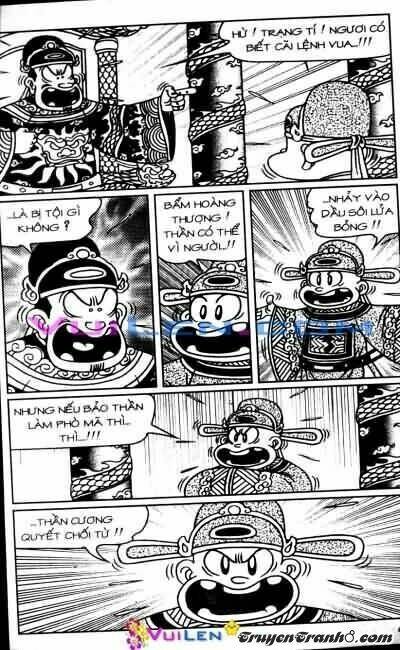 HỪ ! TRẠNG TÍ ! NGƯƠI CÓ
BIẾT CÃI LỆNH VUA...!!!
...LÀ BỊ TỘI GÌ
KHÔNG ?
BẨM HOÀNG
THƯỢNG !
THẦN CÓ THỂ
VÌ NGƯỜI..!!
...NHẢY VÀO
DẦU SÔI LỬA
BỎNG !!
VUILEN.COM
NHƯNG NẾU BẢO THẦN
LÀM PHÒ MÃ THÌ...
THÌ...!!!
...THẦN CƯƠNG
QUYẾT CHỐI TỪ !!
VUILEN
TruyenTranh8.com